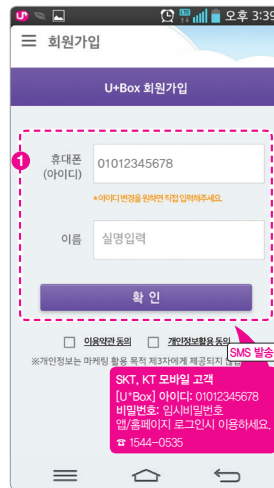 오후 3:39
회원가입
U+Box 회원가입
1
휴대폰
(아이디)
01012345678
*아이디 변경을 원하면 직접 입력해주세요.
이름
실명입력
확 인
이용약관 동의
개인정보활용 동의
SMS 발송
※개인정보는 마케팅 활용 목적 제3자에게 제공되지
SKT, KT 모바일 고객
[U+Box] 아이디: 01012345678
비밀번호: 임시비밀번호
앱/홈페이지 로그인시 이용하세요.
☎ 1544-0535